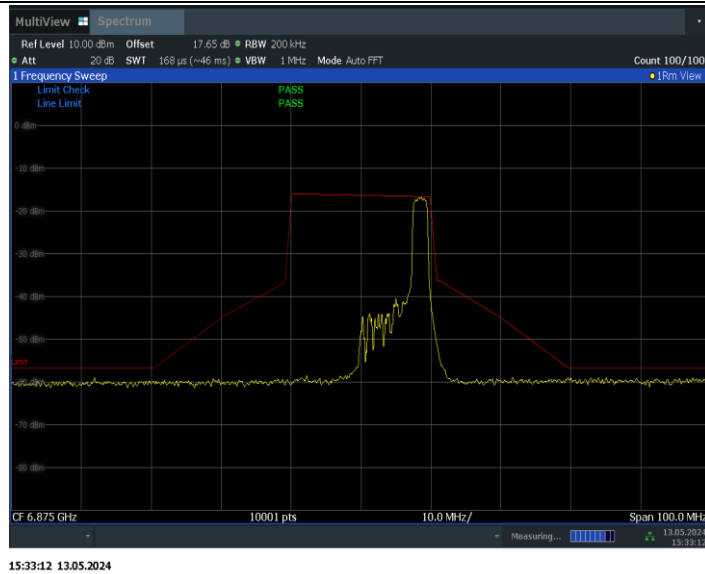 MultiView Spectrum
Ref Level 10.00 dBm Offset 17.65 dB RBW 200 kHz
Att 20 dB SWT 168 µs (~46 ms) VBW 1 MHz Mode Auto FFT Count 100/100
1 Frequency Sweep 1Rm View
Limit Check PASS
Line Limit PASS
0 dBm
-10 dBm
-20 dBm
-30 dBm
-40 dBm
-50 dBm
-70 dBm
-80 dBm
CF 6.875 GHz 10001 pts 10.0 MHz/ Span 100.0 MHz
Measuring... 13.05.2024
15:33:12
15:33:12 13.05.2024